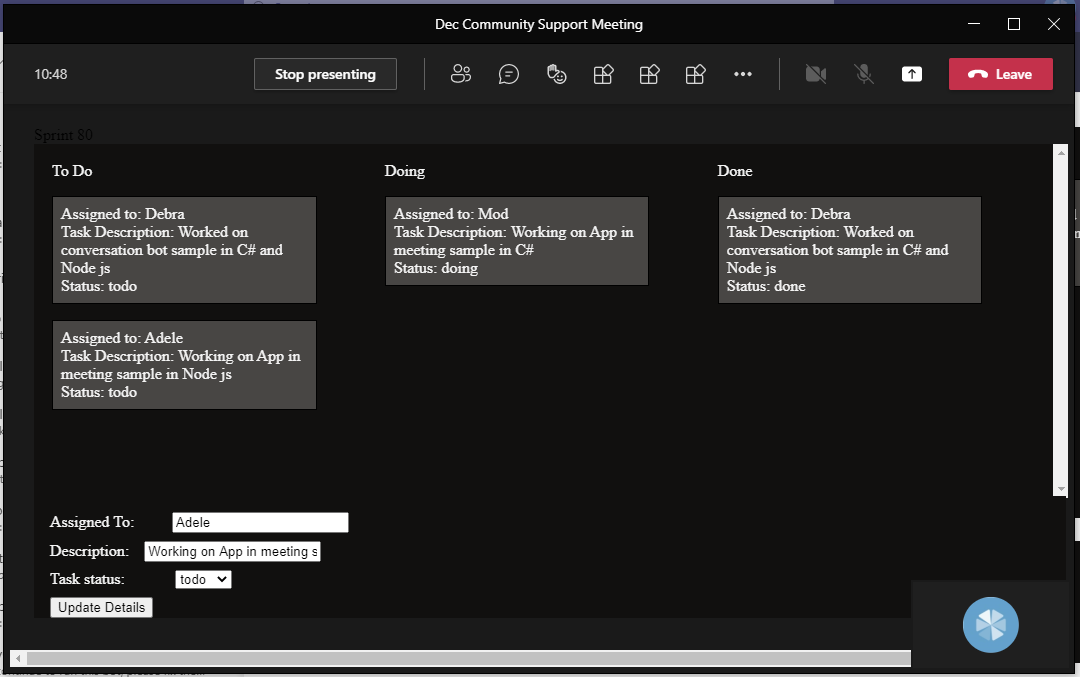 Dec Community Support Meeting
10:48
Stop presenting
Leave
Sprint 80
To Do
Doing
Done
Assigned to: Debra
Task Description: Worked on
conversation bot sample in C# and
Node js
Status: todo
Assigned to: Adele
Task Description: Working on App in
meeting sample in Node js
Status: todo
Assigned to: Mod
Task Description: Working on App in
meeting sample in C#
Status: doing
Assigned to: Debra
Task Description: Worked on
conversation bot sample in C# and
Node js
Status: done
Assigned To: Adele
Description: Working on App in meeting s
Task status: todo
Update Details